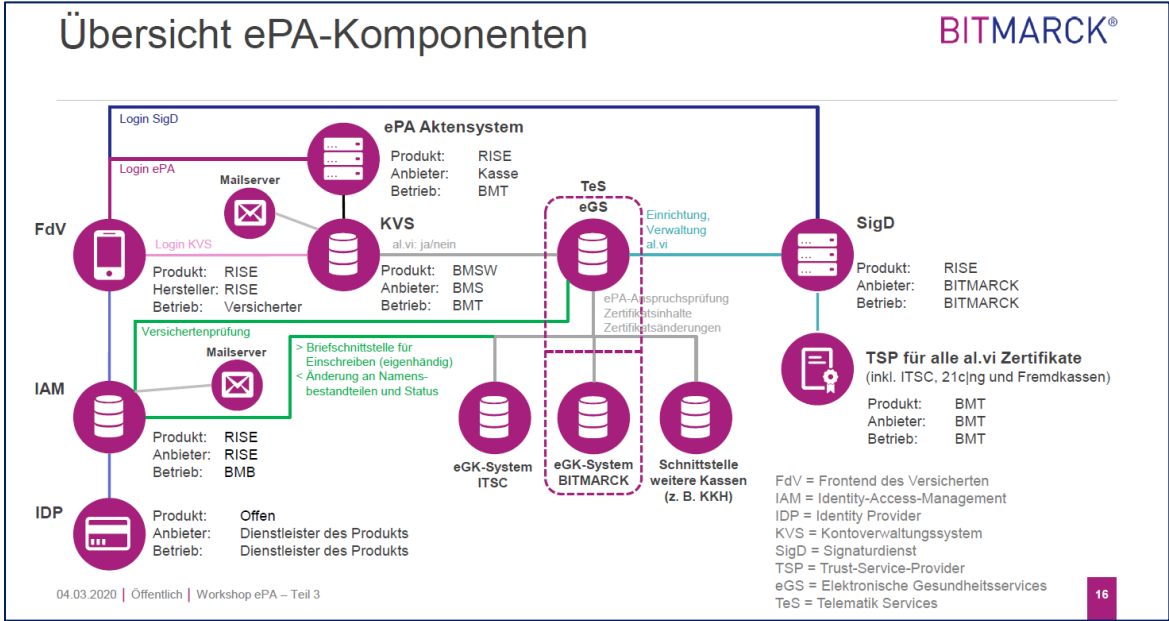 Übersicht ePA-Komponenten
BITMARCK®
Login SigD
ePA Aktensystem
Produkt: RISE
Anbieter: Kasse
Betrieb: BMT
Login ePA
Mailserver
TeS
eGS
FdV
KVS
Einrichtung,
Verwaltung
al.vi
SigD
Login KVS
al.vi: ja/nein
Produkt: RISE
Hersteller: RISE
Betrieb: Versicherter
Produkt: BMSW
Anbieter: BMS
Betrieb: BMT
Produkt: RISE
Anbieter: BITMARCK
Betrieb: BITMARCK
ePA-Anspruchsprüfung
Zertifikatsinhalte
Zertifikatsänderungen
Versichertenprüfung
Mailserver
> Briefschnittstelle für
Einschreiben (eigenhändig)
< Änderung an Namens-
bestandteilen und Status
TSP für alle al.vi Zertifikate
(inkl. ITSC, 21c|ng und Fremdkassen)
Produkt: BMT
Anbieter: BMT
Betrieb: BMT
IAM
Produkt: RISE
Anbieter: RISE
Betrieb: BMB
eGK-System
ITSC
eGK-System
BITMARCK
Schnittstelle
weitere Kassen
(z. B. KKH)
IDP
Produkt: Offen
Anbieter: Dienstleister des Produkts
Betrieb: Dienstleister des Produkts
FdV = Frontend des Versicherten
IAM = Identity-Access-Management
IDP = Identity Provider
KVS = Kontoverwaltungssystem
SigD = Signaturdienst
TSP = Trust-Service-Provider
eGS = Elektronische Gesundheitsservices
TeS = Telematik Services
04.03.2020 | Öffentlich | Workshop ePA – Teil 3
16